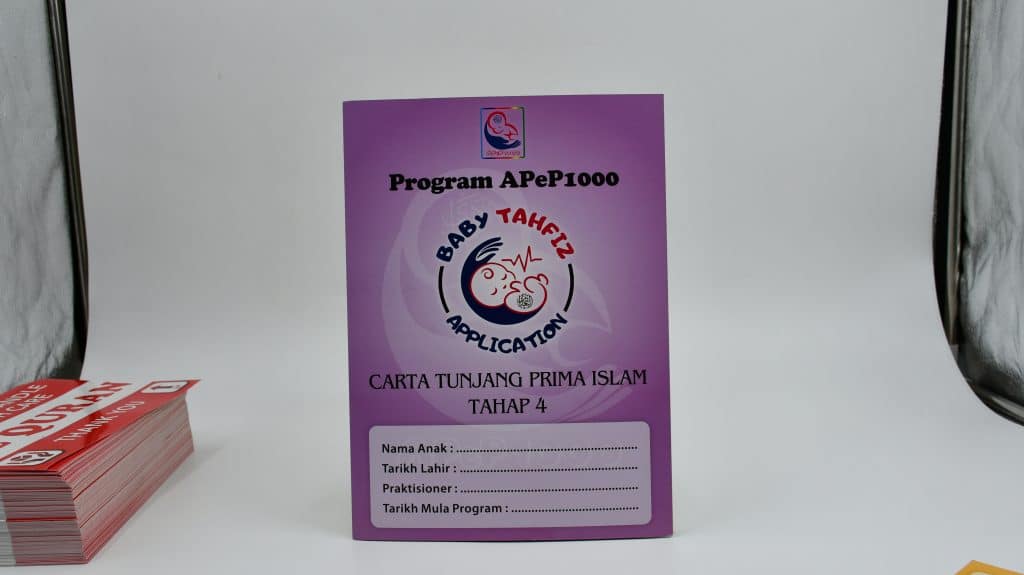 Program APeP1000
BABY TAHFIZ
APPLICATION
CARTA TUNJANG PRIMA ISLAM
TAHAP 4
Nama Anak :
Tarikh Lahir :
Praktisioner :
Tarikh Mula Program :
CARE
QURAN
THANK YOU